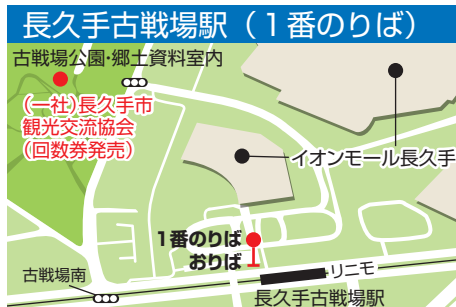 長久手古戦場駅（１番のりば）
古戦場公園･郷土資料室内
(一社)長久手市
観光交流協会
(回数券発売)
イオンモール長久手
1番のりば
おりば
古戦場南
リニモ
長久手古戦場駅